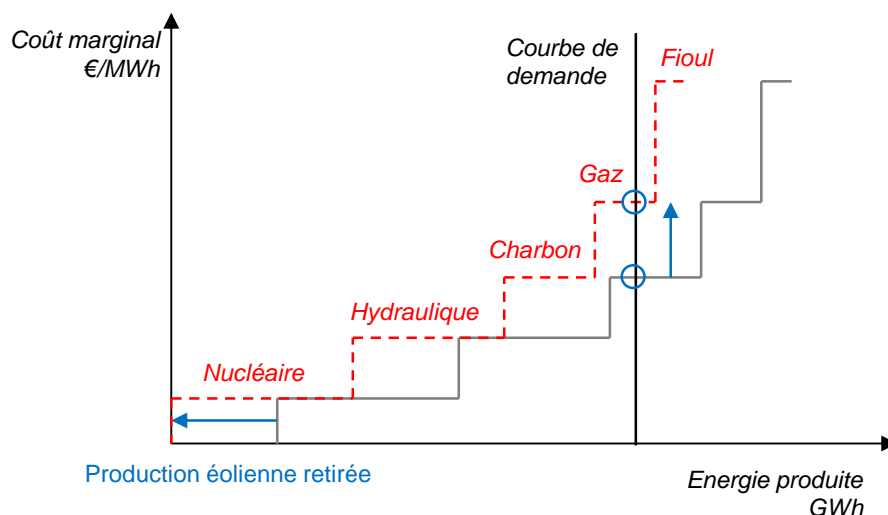 Coût marginal
€/MWh
Courbe de
demande
Fioul
Gaz
Charbon
Hydraulique
Nucléaire
Production éolienne retirée
Energie produite
GWh